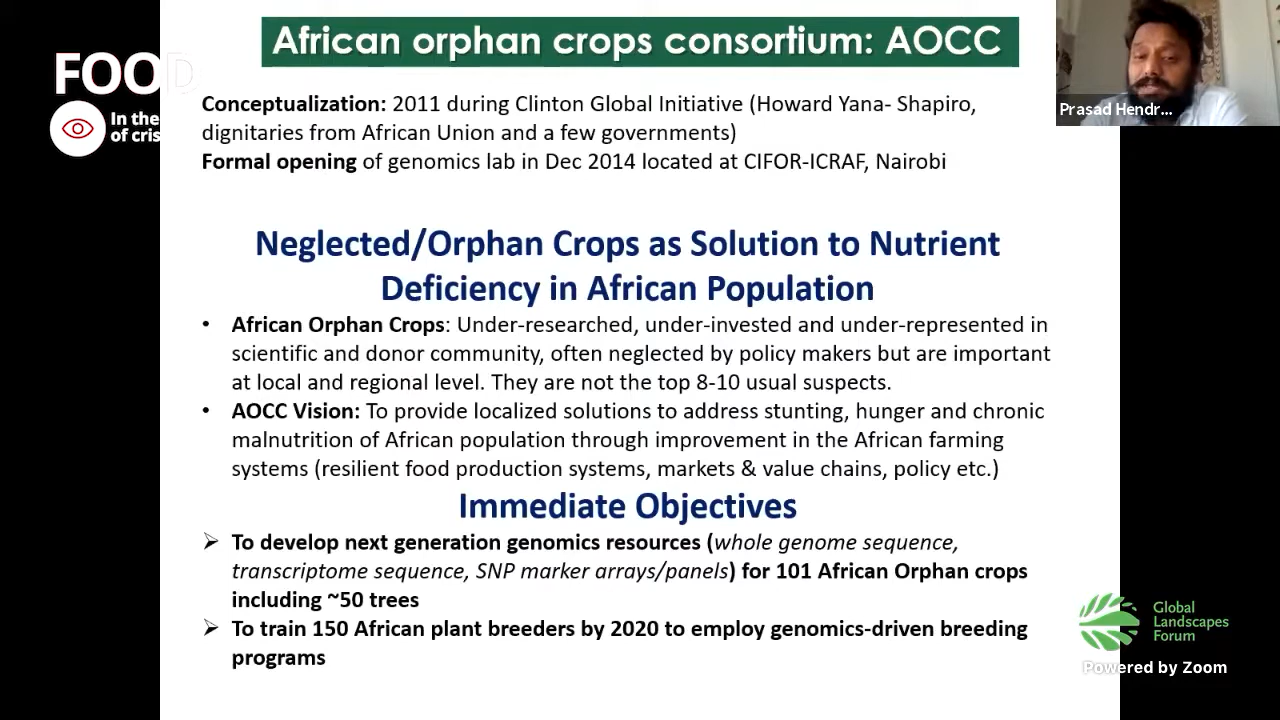 African orphan crops consortium: AOCC
FOOD
In the
of cris
Prasad Hendr...
Conceptualization: 2011 during Clinton Global Initiative (Howard Yana- Shapiro,
dignitaries from African Union and a few governments)
Formal opening of genomics lab in Dec 2014 located at CIFOR-ICRAF, Nairobi
Neglected/Orphan Crops as Solution to Nutrient
Deficiency in African Population
• African Orphan Crops: Under-researched, under-invested and under-represented in
scientific and donor community, often neglected by policy makers but are important
at local and regional level. They are not the top 8-10 usual suspects.
• AOCC Vision: To provide localized solutions to address stunting, hunger and chronic
malnutrition of African population through improvement in the African farming
systems (resilient food production systems, markets & value chains, policy etc.)
Immediate Objectives
➢ To develop next generation genomics resources (whole genome sequence,
transcriptome sequence, SNP marker arrays/panels) for 101 African Orphan crops
including ~50 trees
➢ To train 150 African plant breeders by 2020 to employ genomics-driven breeding
programs
Global
Landscapes
Forum
Powered by Zoom